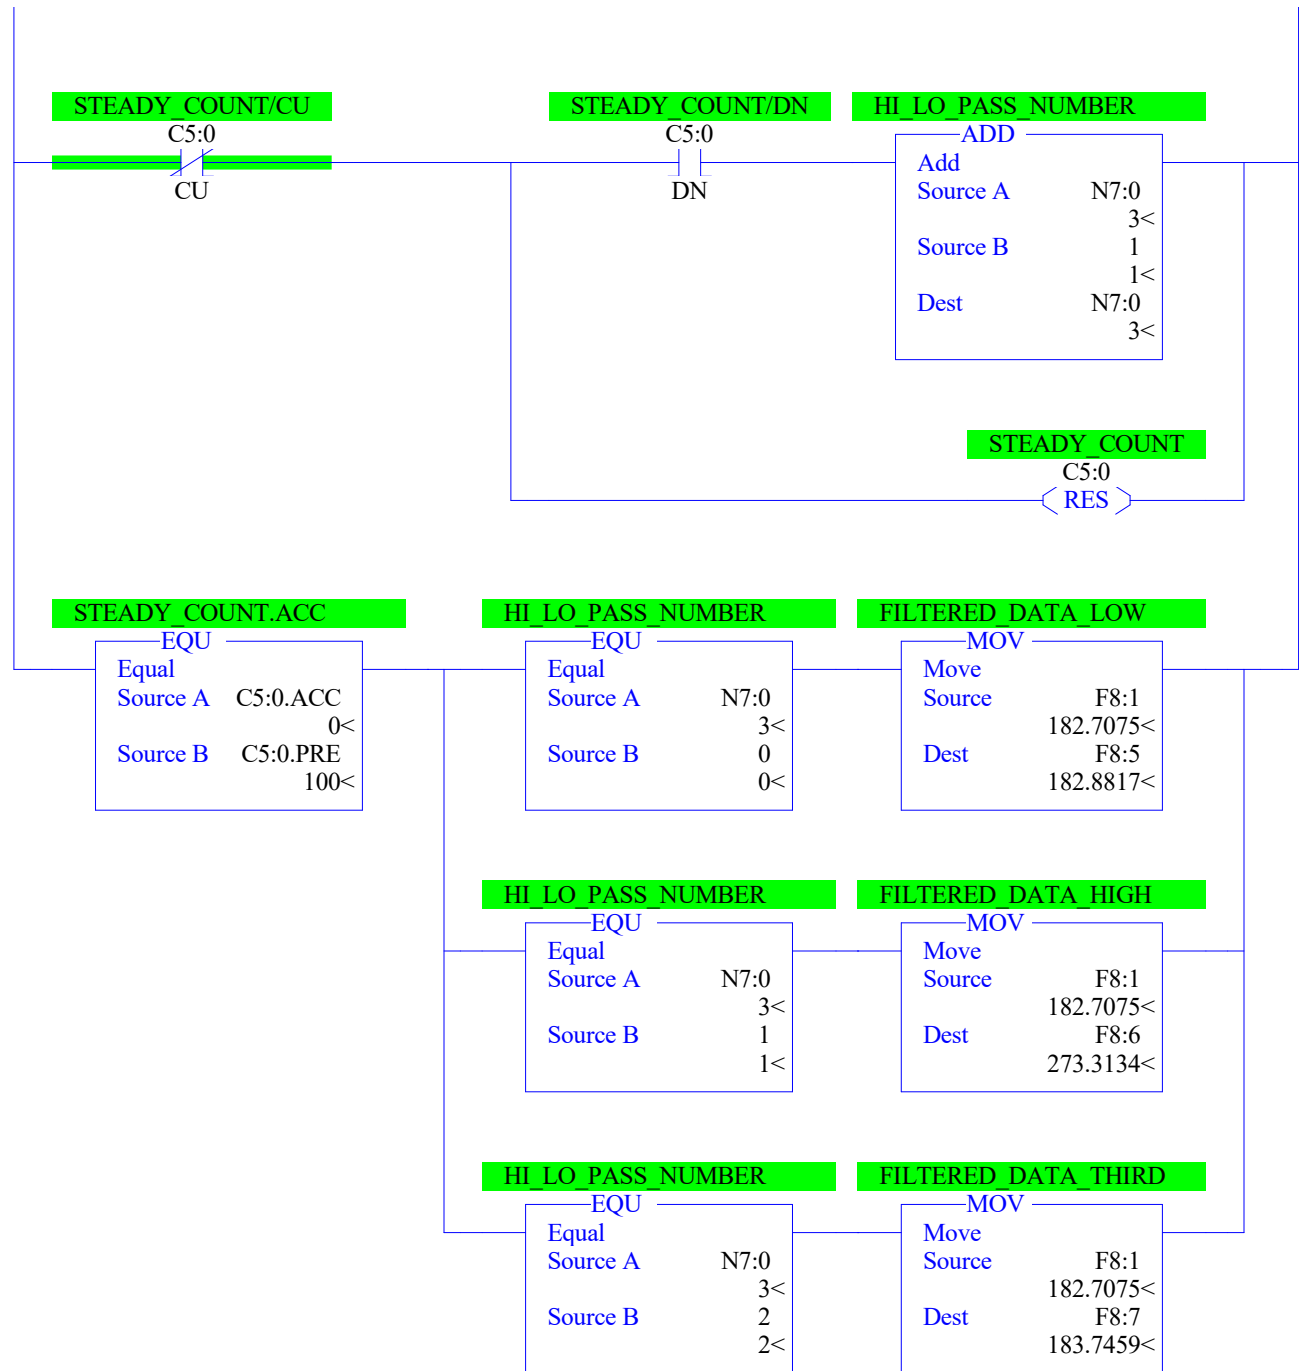 STEADY_COUNT/CU STEADY_COUNT/DN HI_LO_PASS_NUMBER
C5:0 C5:0 ADD
CU DN Add
Source A N7:0
3<
Source B 1
1<
Dest N7:0
3<
STEADY_COUNT
C5:0
RES
STEADY_COUNT.ACC HI_LO_PASS_NUMBER FILTERED_DATA_LOW
EQU EQU MOV
Equal Equal Move
Source A C5:0.ACC Source A N7:0 Source F8:1
0< 3< 182.7075<
Source B C5:0.PRE Source B 0 Dest F8:5
100< 0< 182.8817<
HI_LO_PASS_NUMBER FILTERED_DATA_HIGH
EQU MOV
Equal Move
Source A N7:0 Source F8:1
3< 182.7075<
Source B 1 Dest F8:6
1< 273.3134<
HI_LO_PASS_NUMBER FILTERED_DATA_THIRD
EQU MOV
Equal Move
Source A N7:0 Source F8:1
3< 182.7075<
Source B 2 Dest F8:7
2< 183.7459<